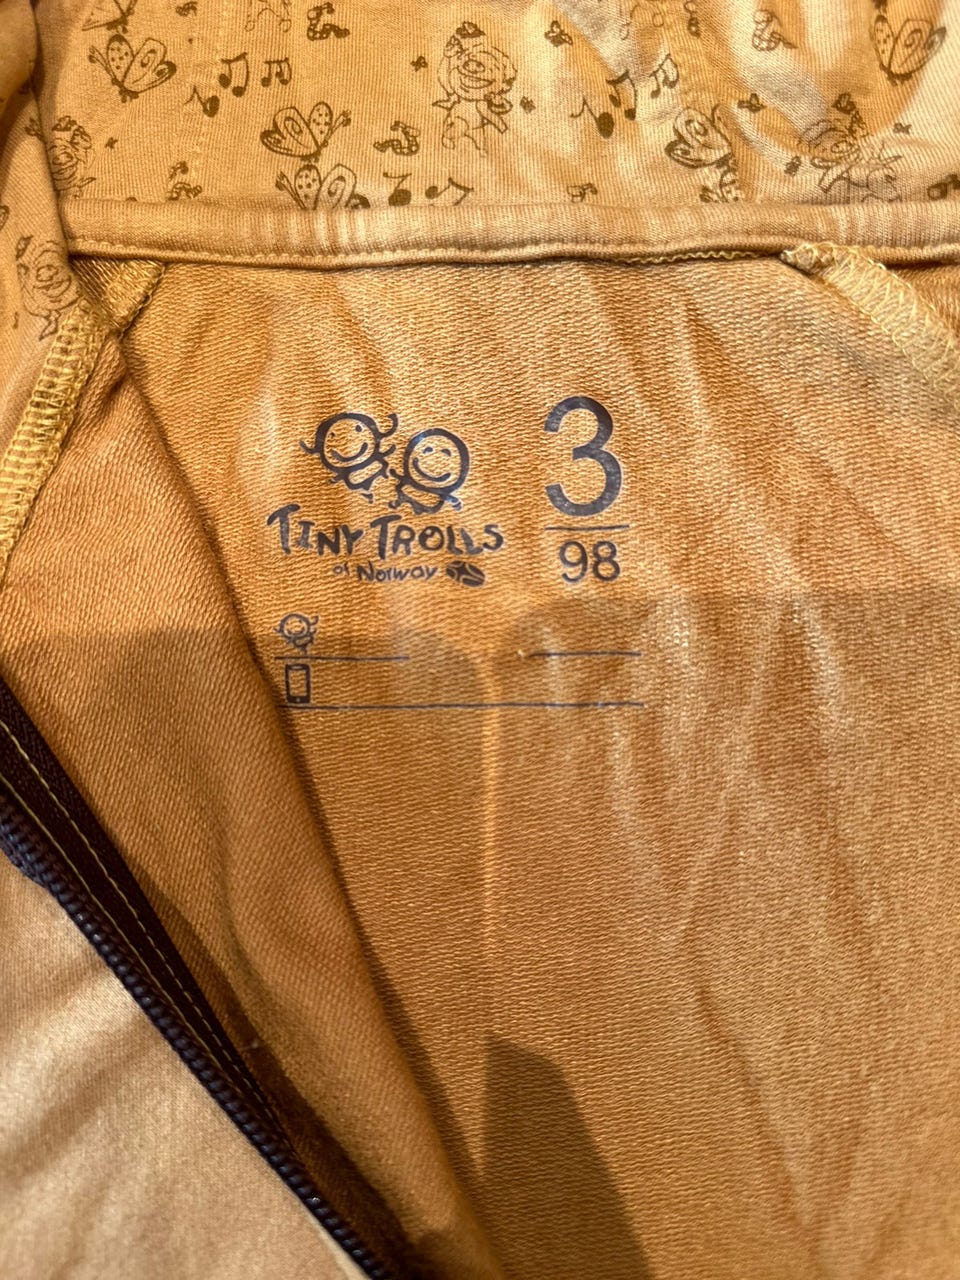 TINY TROLLS
of Norway
3
98